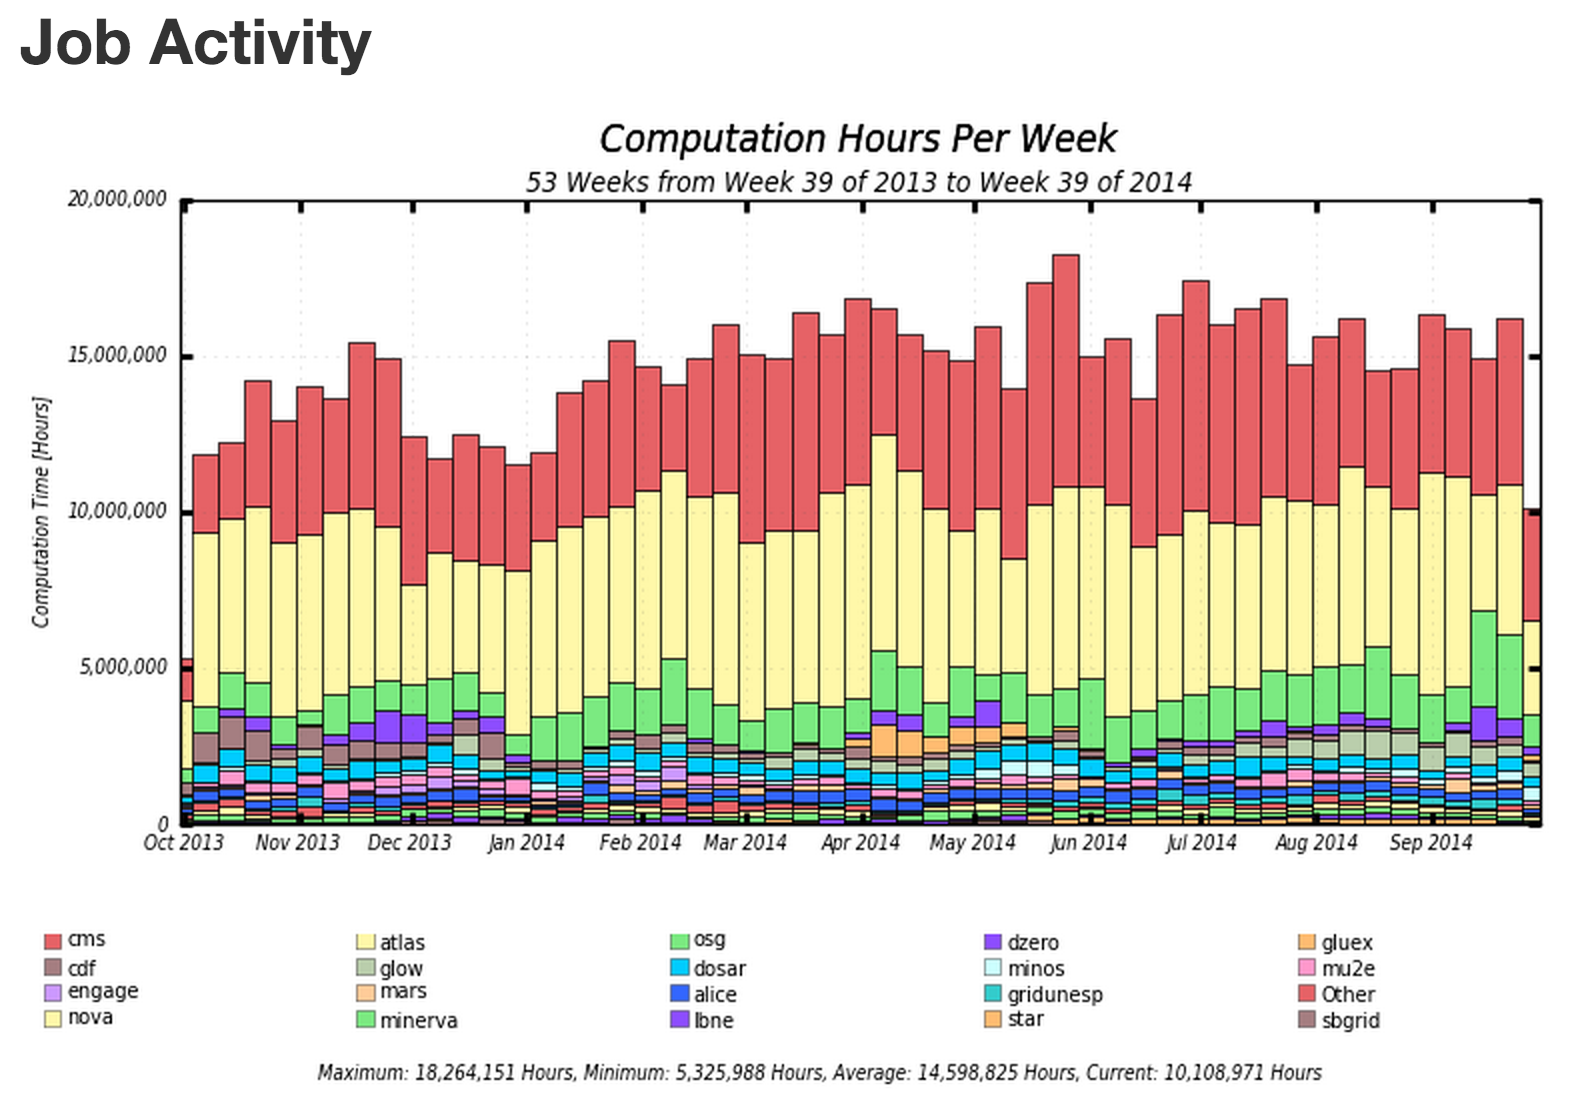 Job Activity
Computation Hours Per Week
53 Weeks from Week 39 of 2013 to Week 39 of 2014
20,000,000
15,000,000
10,000,000
5,000,000
0
Computation Time [Hours]
Oct 2013 Nov 2013 Dec 2013 Jan 2014 Feb 2014 Mar 2014 Apr 2014 May 2014 Jun 2014 Jul 2014 Aug 2014 Sep 2014
cms atlas osg dzero gluex
cdf glow dosar minos mu2e
engage mars alice gridunesp Other
nova minerva lbne star sbgrid
Maximum: 18,264,151 Hours, Minimum: 5,325,988 Hours, Average: 14,598,825 Hours, Current: 10,108,971 Hours